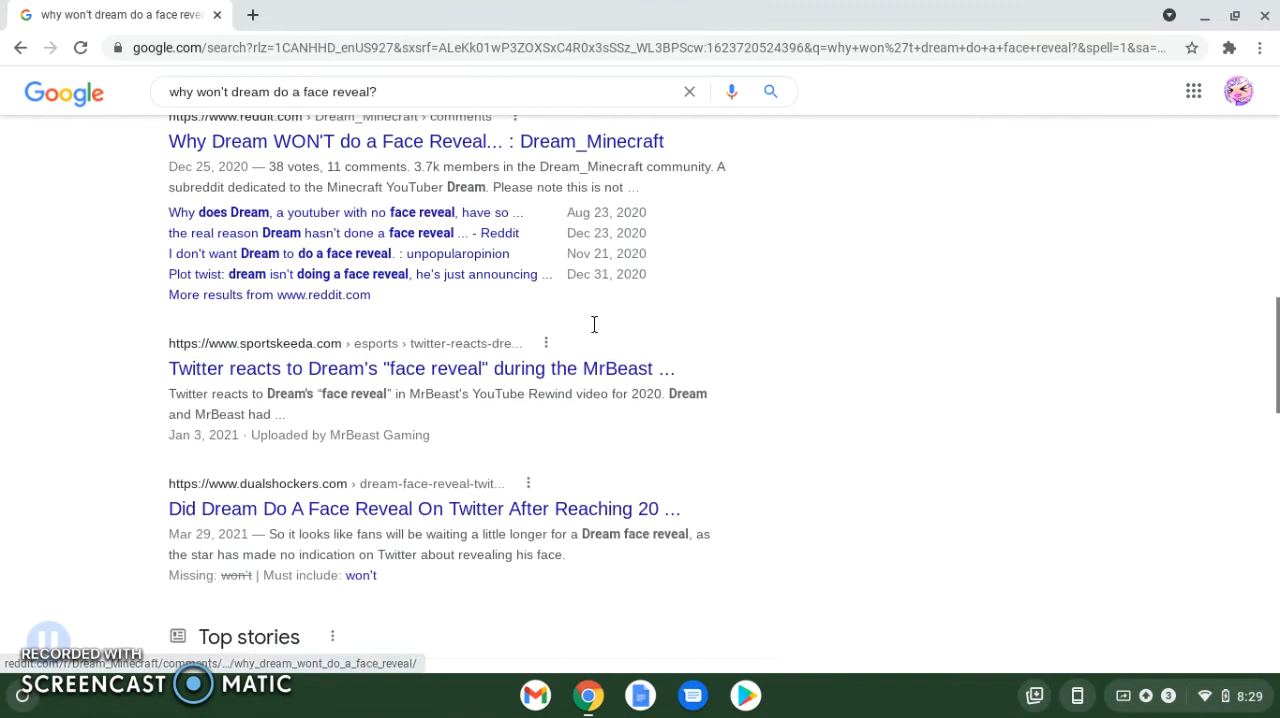 why won't dream do a face reve
google.com/search?rlz=1CANHHD_enUS927&sxsrf=ALeKk01wP3ZOXSxC4R0x3sSSz_WL3BPScw:1623720524396&q=why+won%27t+dream+do+a+face+reveal?&spell=1&sa=...
Google
why won't dream do a face reveal?
https://www.reddit.com › Dream_Minecraft › comments
Why Dream WON'T do a Face Reveal... : Dream_Minecraft
Dec 25, 2020 — 38 votes, 11 comments. 3.7k members in the Dream_Minecraft community. A
subreddit dedicated to the Minecraft YouTuber Dream. Please note this is not ...
Why does Dream, a youtuber with no face reveal, have so ... Aug 23, 2020
the real reason Dream hasn't done a face reveal ... - Reddit Dec 23, 2020
I don't want Dream to do a face reveal. : unpopularopinion Nov 21, 2020
Plot twist: dream isn't doing a face reveal, he's just announcing ... Dec 31, 2020
More results from www.reddit.com
https://www.sportskeeda.com › esports › twitter-reacts-dre...
Twitter reacts to Dream's "face reveal" during the MrBeast ...
Twitter reacts to Dream's “face reveal” in MrBeast's YouTube Rewind video for 2020. Dream
and MrBeast had ...
Jan 3, 2021 · Uploaded by MrBeast Gaming
https://www.dualshockers.com › dream-face-reveal-twit...
Did Dream Do A Face Reveal On Twitter After Reaching 20 ...
Mar 29, 2021 — So it looks like fans will be waiting a little longer for a Dream face reveal, as
the star has made no indication on Twitter about revealing his face.
Missing: won't | Must include: won't
Top stories
RECORDED WITH
reddit.com/r/Dream_Minecraft/comments/.../why_dream_wont_do_a_face_reveal/
SCREENCAST MATIC
3 8:29